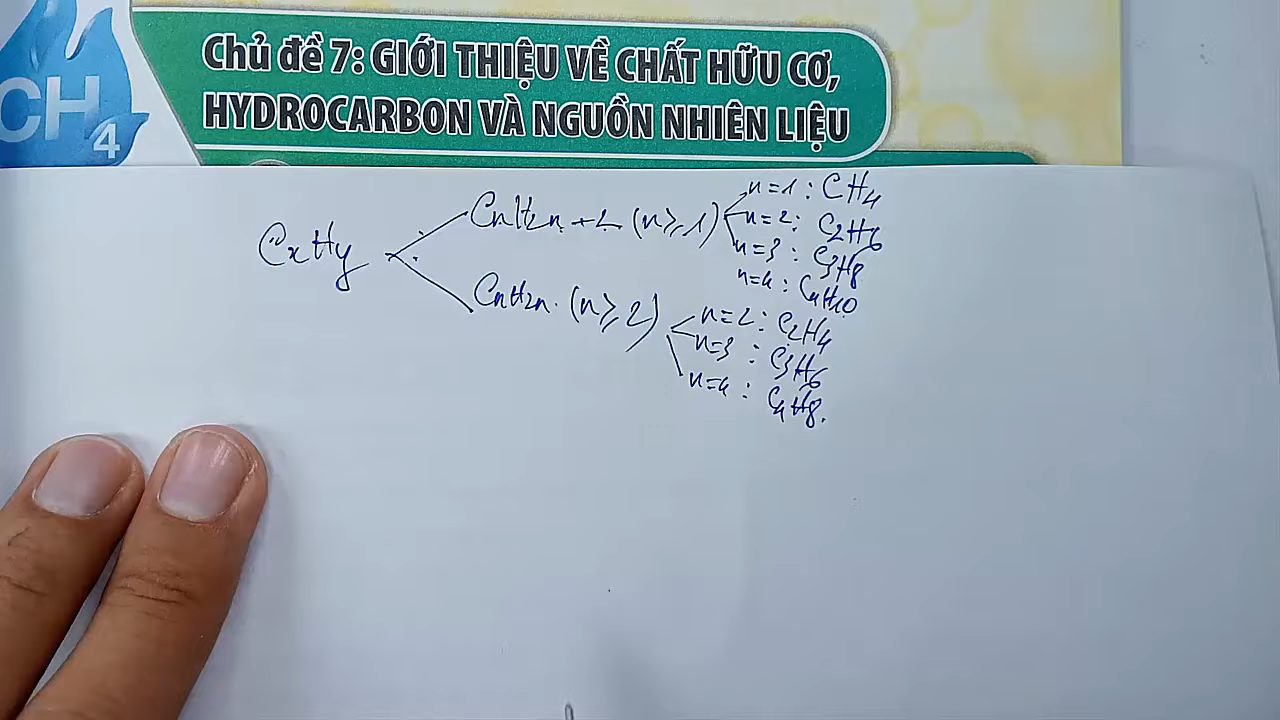 CH4
Chủ đề 7: GIỚI THIỆU VỀ CHẤT HỮU CƠ,
HYDROCARBON VÀ NGUỒN NHIÊN LIỆU
CxHy
CnH2n+2 (n≥1)
n=1: CH4
n=2: C2H6
n=3: C3H8
n=4: C4H10
CnH2n. (n≥2)
n=2: C2H4
n=3: C3H6
n=4: C4H8.